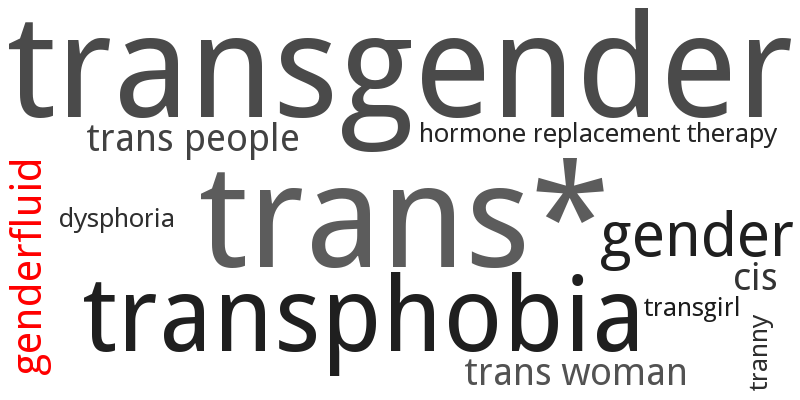 transgender
trans people
hormone replacement therapy
genderfluid
dysphoria
trans*
gender
cis
transphobia
transgirl
tranny
trans woman